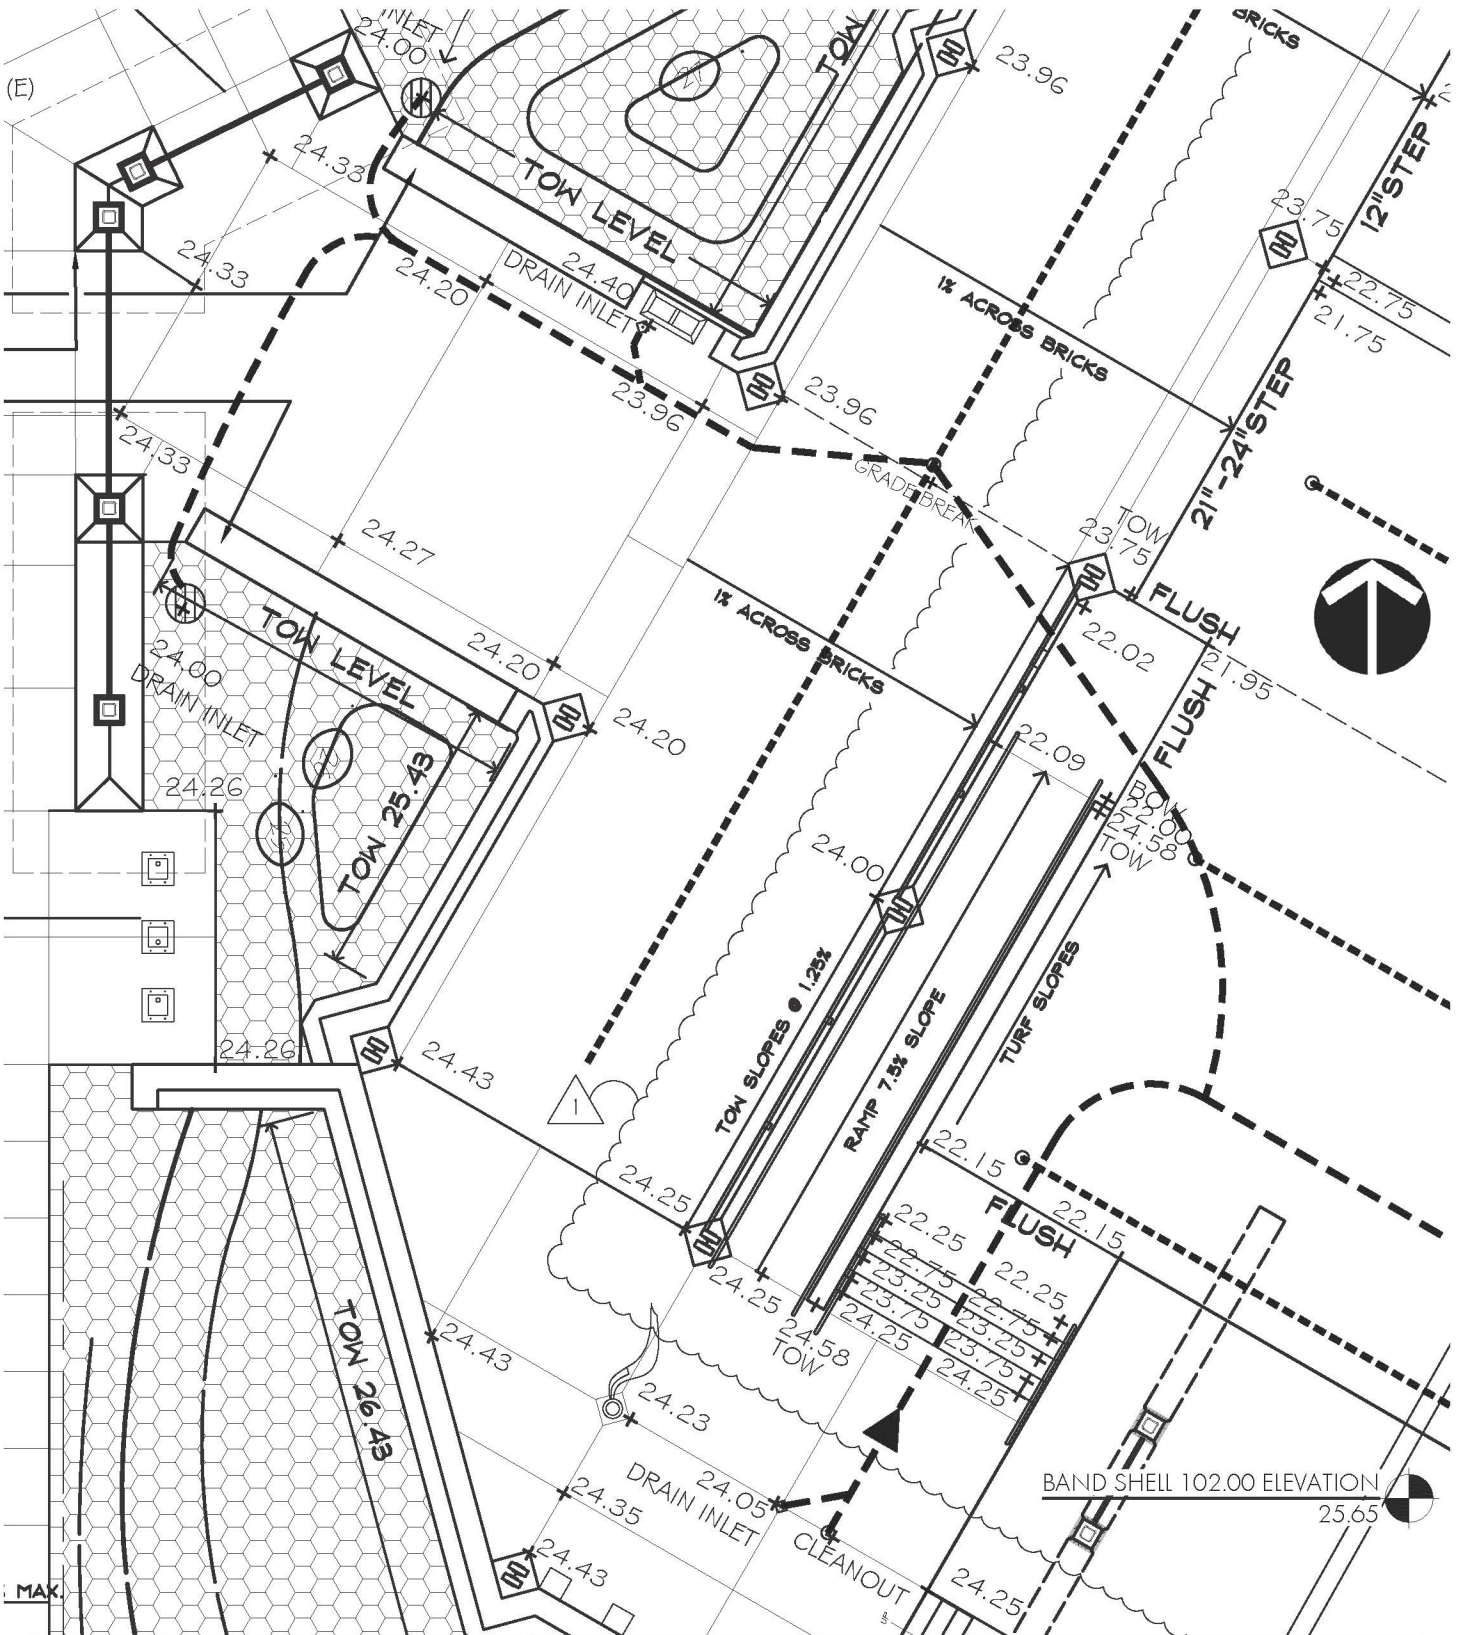 INLET
24.00
TOW
23.96
BRICKS
(E)
24.33
TOW LEVEL
12" STEP
23.75
24.33
24.20
DRAIN INLET
24.40
1% ACROSS BRICKS
22.75
21.75
23.96
23.96
21"-24" STEP
24.33
GRADE BREAK
TOW
23.75
24.27
FLUSH
1% ACROSS BRICKS
22.02
TOW LEVEL
24.20
24.00
DRAIN INLET
21.95
FLUSH
24.20
22.09
TOW 25.43
24.26
BOW
22.00
24.58
TOW
24.00
TOW SLOPES @ 1.25%
RAMP 7.5% SLOPE
TURF SLOPES
24.26
24.43
1
22.15
24.25
22.15
FLUSH
22.25
22.75
23.25
23.75
24.25
22.25
22.75
23.25
23.75
24.25
24.25
24.58
TOW
TOW 26.43
24.43
24.23
24.05
DRAIN INLET
24.35
BAND SHELL 102.00 ELEVATION
25.65
CLEANOUT
24.43
24.25
MAX.